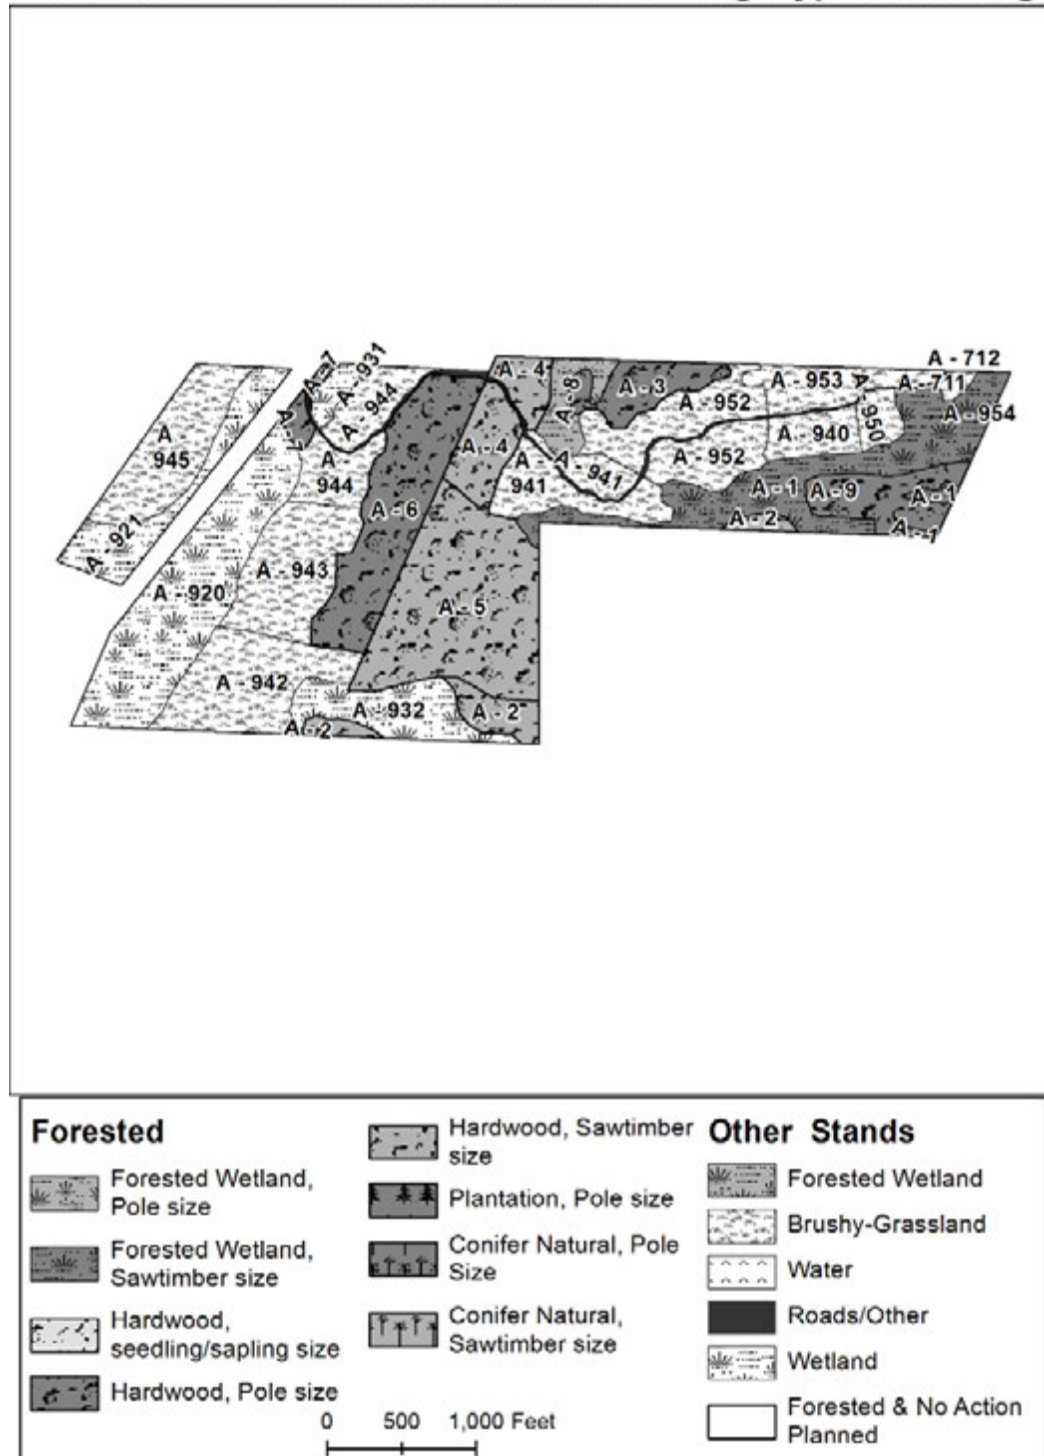 A - 712
A - 7
A - 931
A - 4
A - 8
A - 3
A - 953
A - 711
A - 944
A - 952
A - 950
A - 954
A - 7
A
945
A -
944
A - 4
A -
941
A - 941
A - 952
A - 940
A - 6
A - 1
A - 9
A - 1
A - 921
A - 2
A - 1
A - 920
A - 943
A - 5
A - 942
A - 932
A - 2
A - 2
Forested
Forested Wetland,
Pole size
Forested Wetland,
Sawtimber size
Hardwood,
seedling/sapling size
Hardwood, Pole size
Hardwood, Sawtimber
size
Plantation, Pole size
Conifer Natural, Pole
Size
Conifer Natural,
Sawtimber size
0 500 1,000 Feet
Other Stands
Forested Wetland
Brushy-Grassland
Water
Roads/Other
Wetland
Forested & No Action
Planned